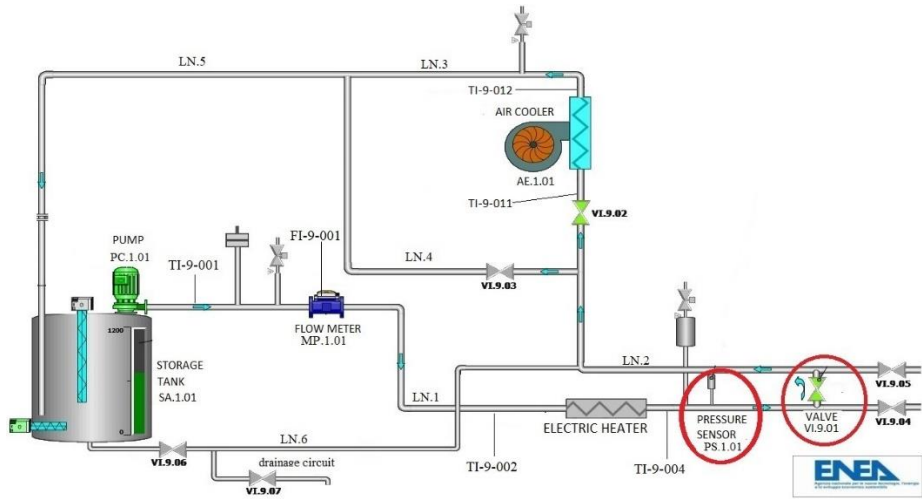 LN.5
LN.3
TI-9-012
AIR COOLER
AE.1.01
TI-9-011
VI.9.02
PUMP
PC.1.01
TI-9-001
FI-9-001
LN.4
VI.9.03
FLOW METER
MP.1.01
1200
STORAGE
TANK
SA.1.01
0
LN.2
VI.9.05
LN.1
ELECTRIC HEATER
PRESSURE
SENSOR
PS.1.01
VALVE
VI.9.01
VI.9.04
LN.6
VI.9.06
drainage circuit
VI.9.07
TI-9-002
TI-9-004
ENEA